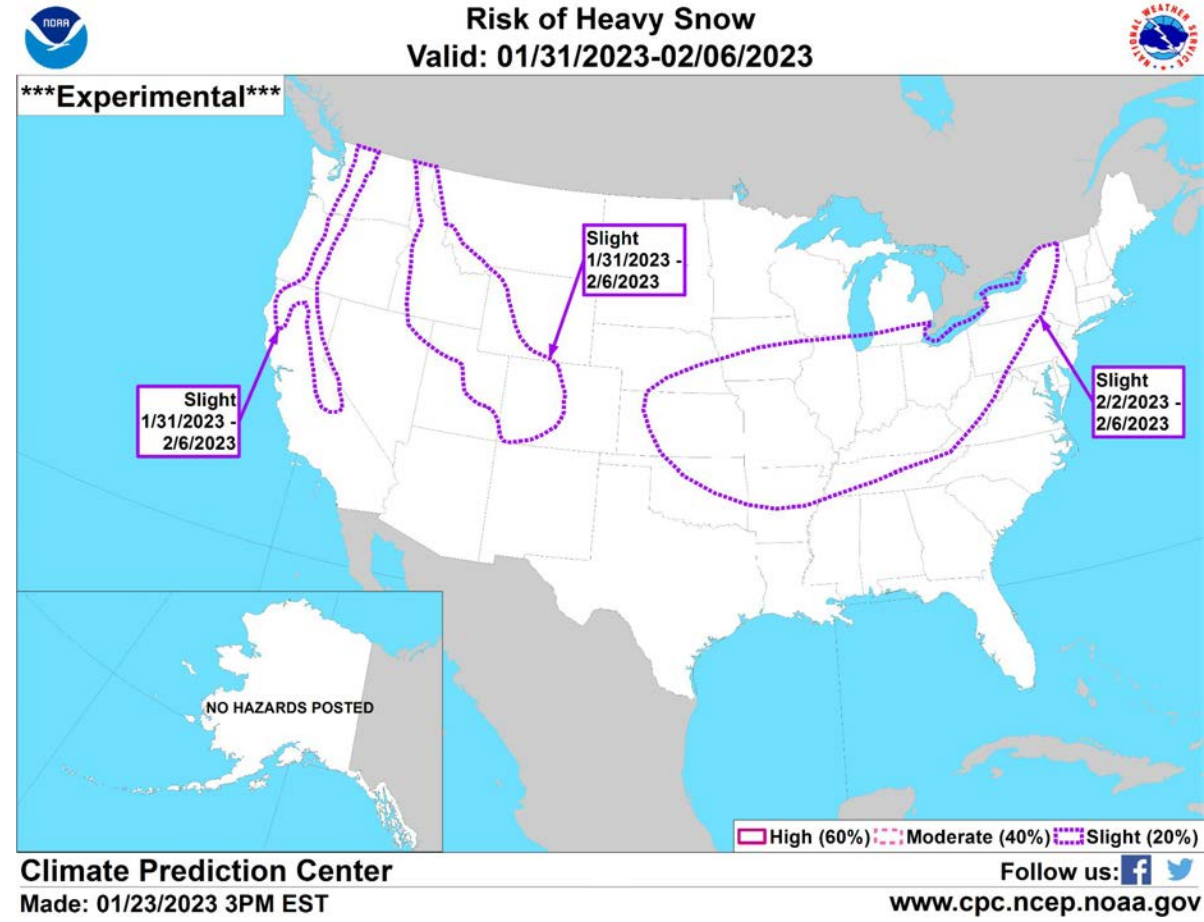 NOAA
Risk of Heavy Snow
Valid: 01/31/2023-02/06/2023
NATIONAL WEATHER SERVICE
***Experimental***
Slight
1/31/2023 -
2/6/2023
Slight
1/31/2023 -
2/6/2023
Slight
2/2/2023 -
2/6/2023
NO HAZARDS POSTED
High (60%) Moderate (40%) Slight (20%)
Climate Prediction Center
Follow us:
Made: 01/23/2023 3PM EST
www.cpc.ncep.noaa.gov